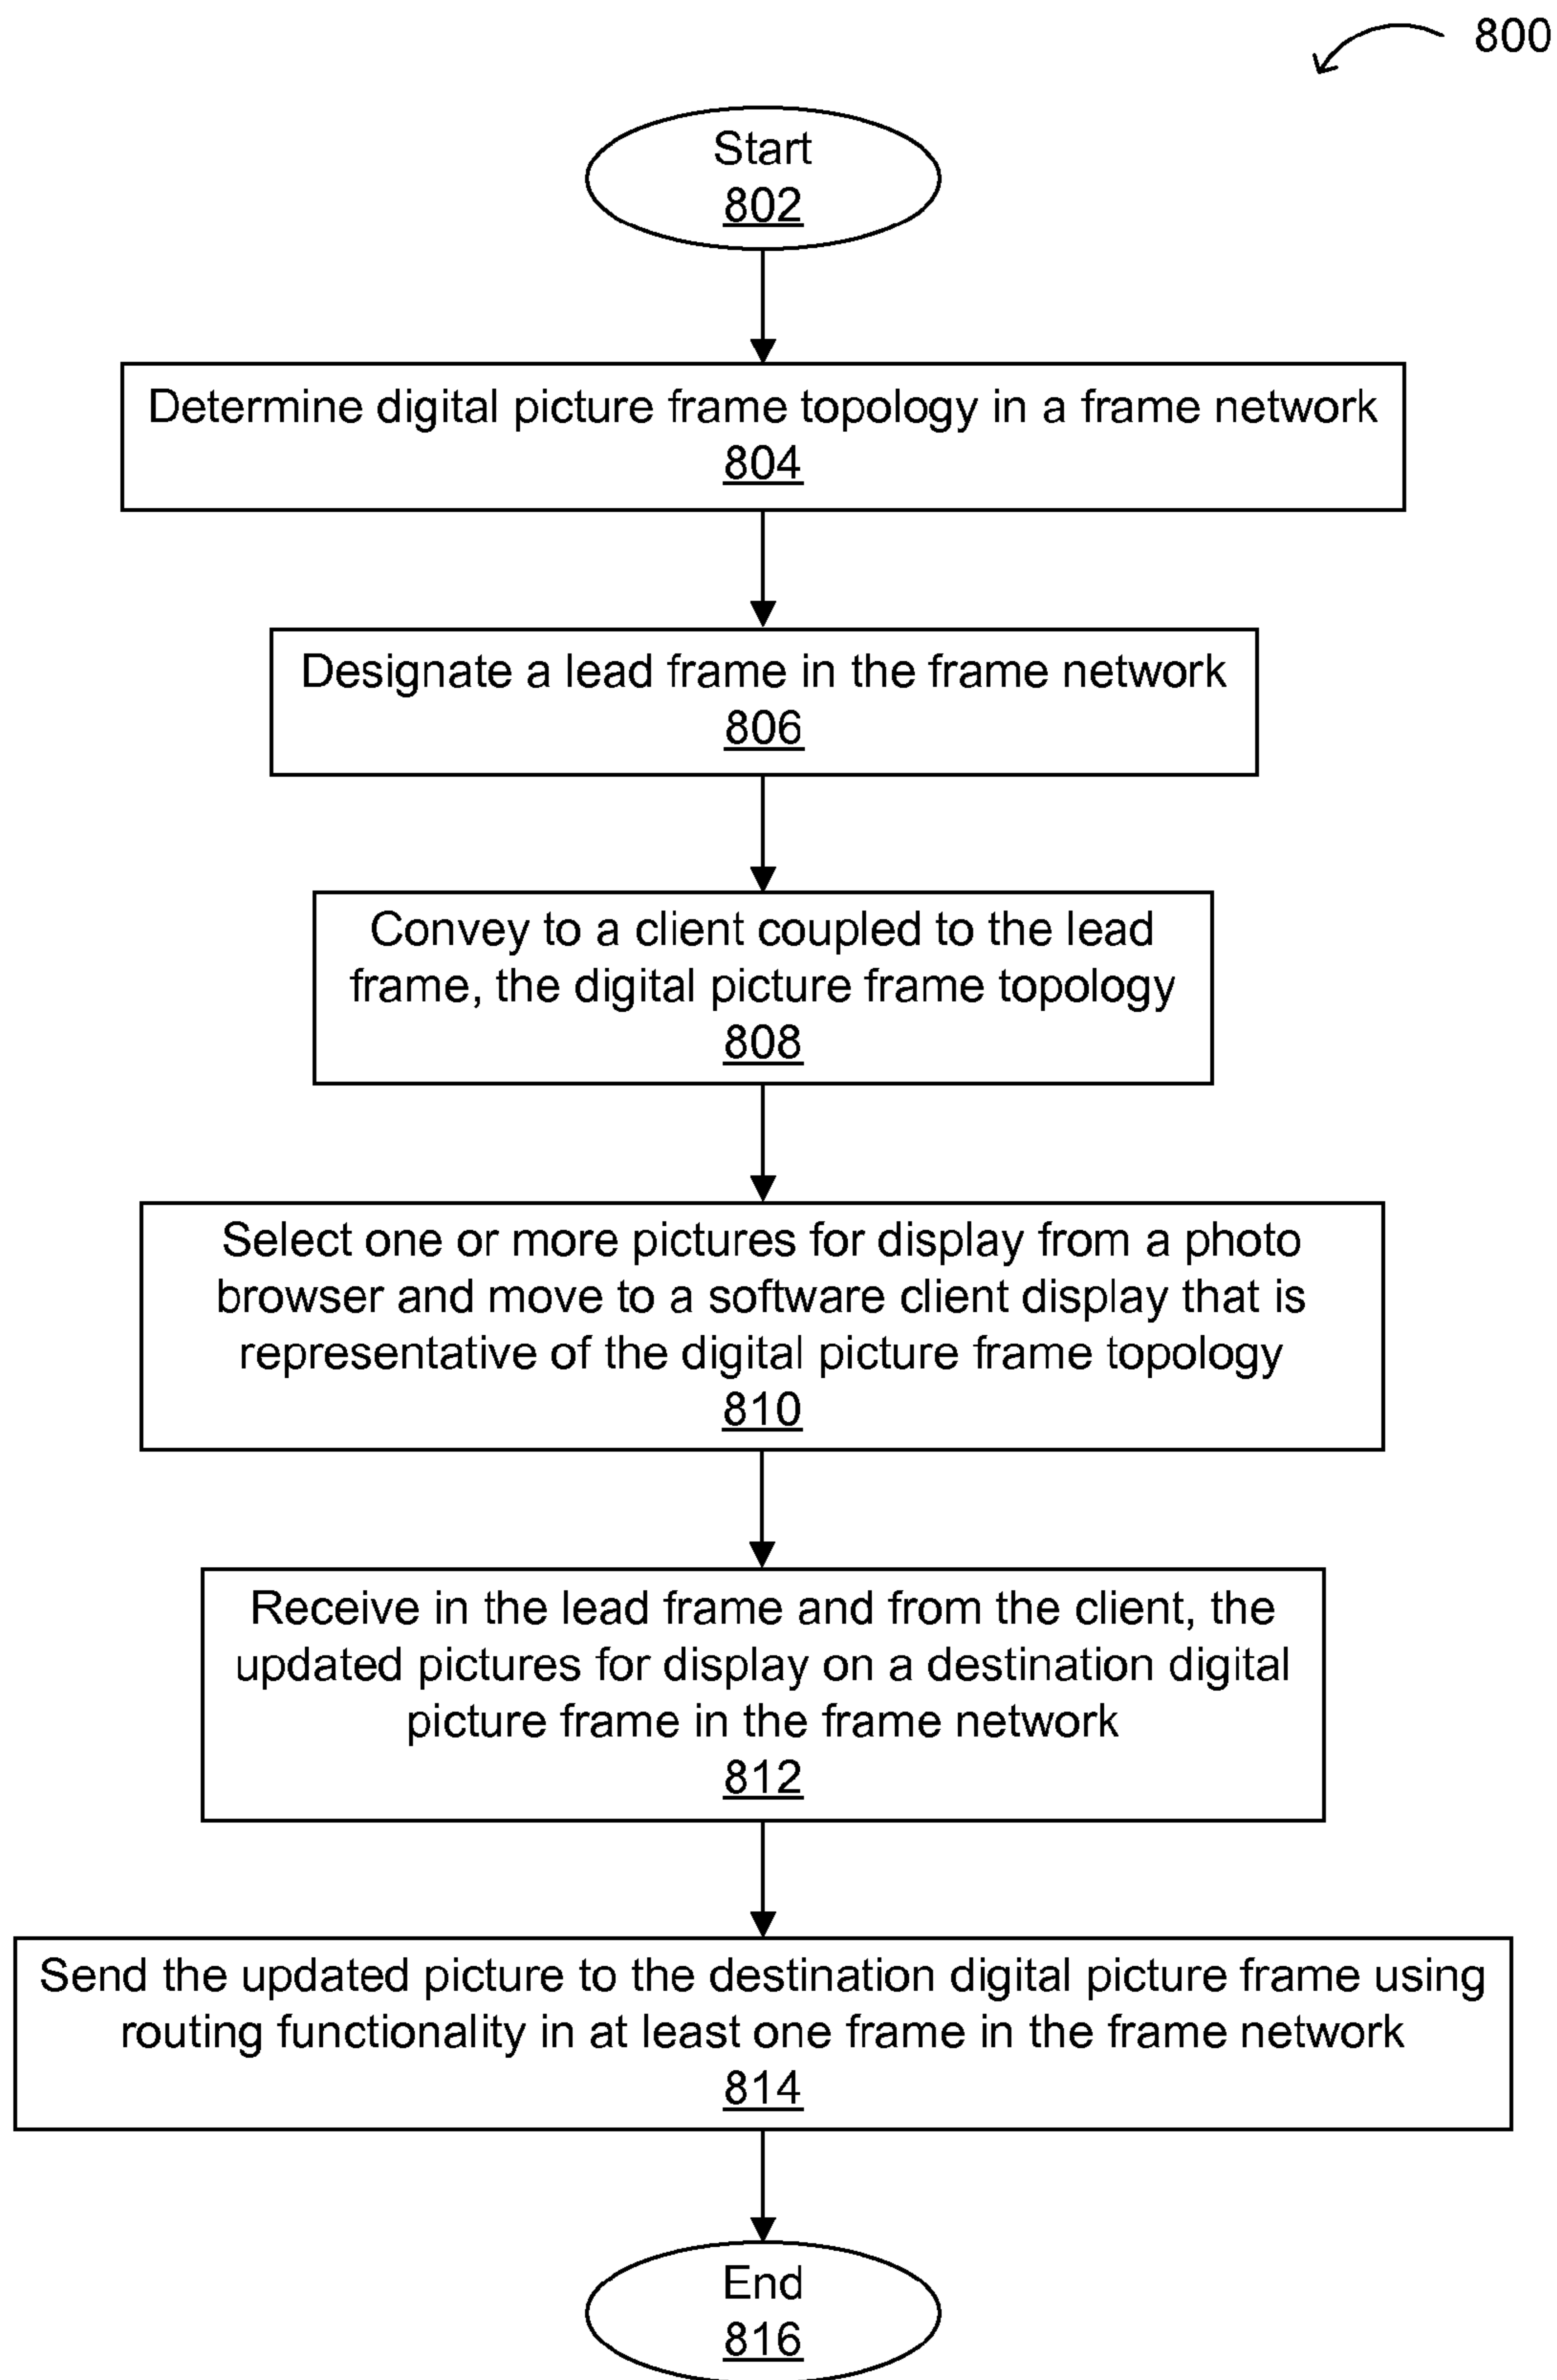 800
Start
802
Determine digital picture frame topology in a frame network
804
Designate a lead frame in the frame network
806
Convey to a client coupled to the lead
frame, the digital picture frame topology
808
Select one or more pictures for display from a photo
browser and move to a software client display that is
representative of the digital picture frame topology
810
Receive in the lead frame and from the client, the
updated pictures for display on a destination digital
picture frame in the frame network
812
Send the updated picture to the destination digital picture frame using
routing functionality in at least one frame in the frame network
814
End
816